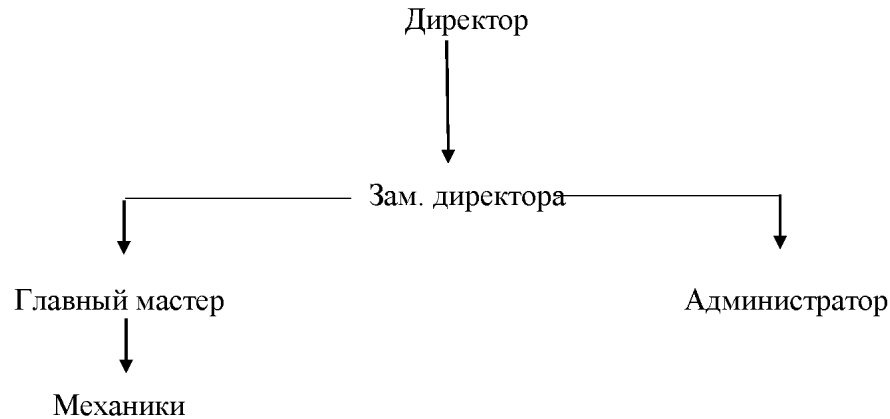 Директор
Зам. директора
Главный мастер
Администратор
Механики